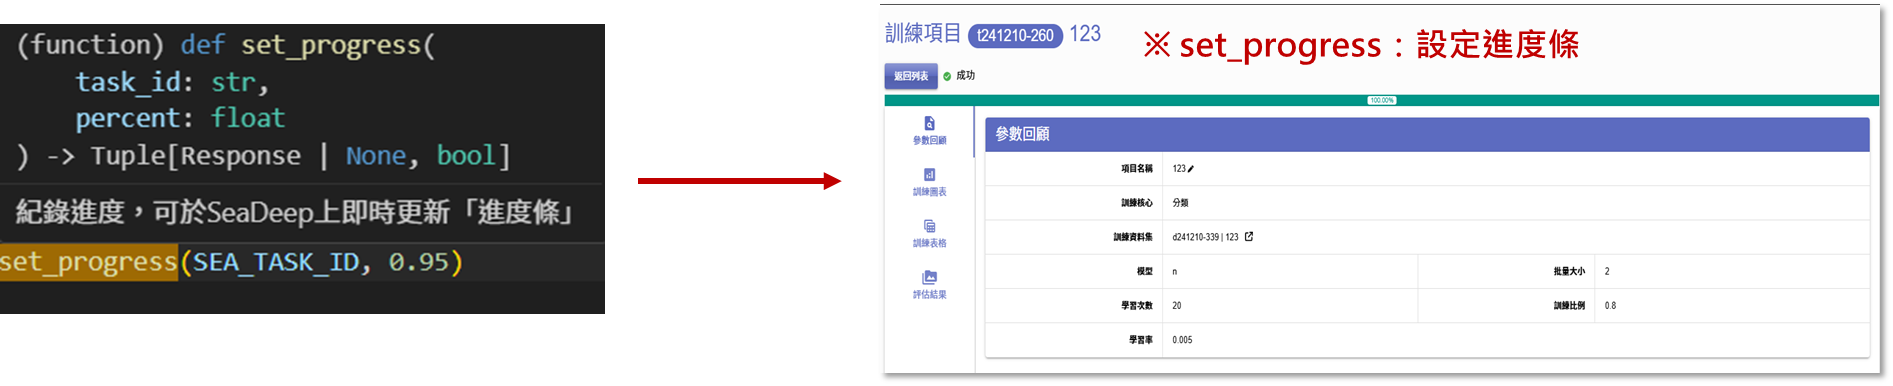 (function) def set_progress(
    task_id: str,
    percent: float
) -> Tuple[Response | None, bool]
紀錄進度，可於SeaDeep上即時更新「進度條」
set_progress(SEA_TASK_ID, 0.95)
訓練項目 t241210-260 123
※ set_progress：設定進度條
返回列表 成功
100.00%
參數回顧
訓練圖表
訓練表格
評估結果
參數回顧
項目名稱 123
訓練核心 分類
訓練資料集 d241210-339 | 123
模型 n 批量大小 2
學習次數 20 訓練比例 0.8
學習率 0.005